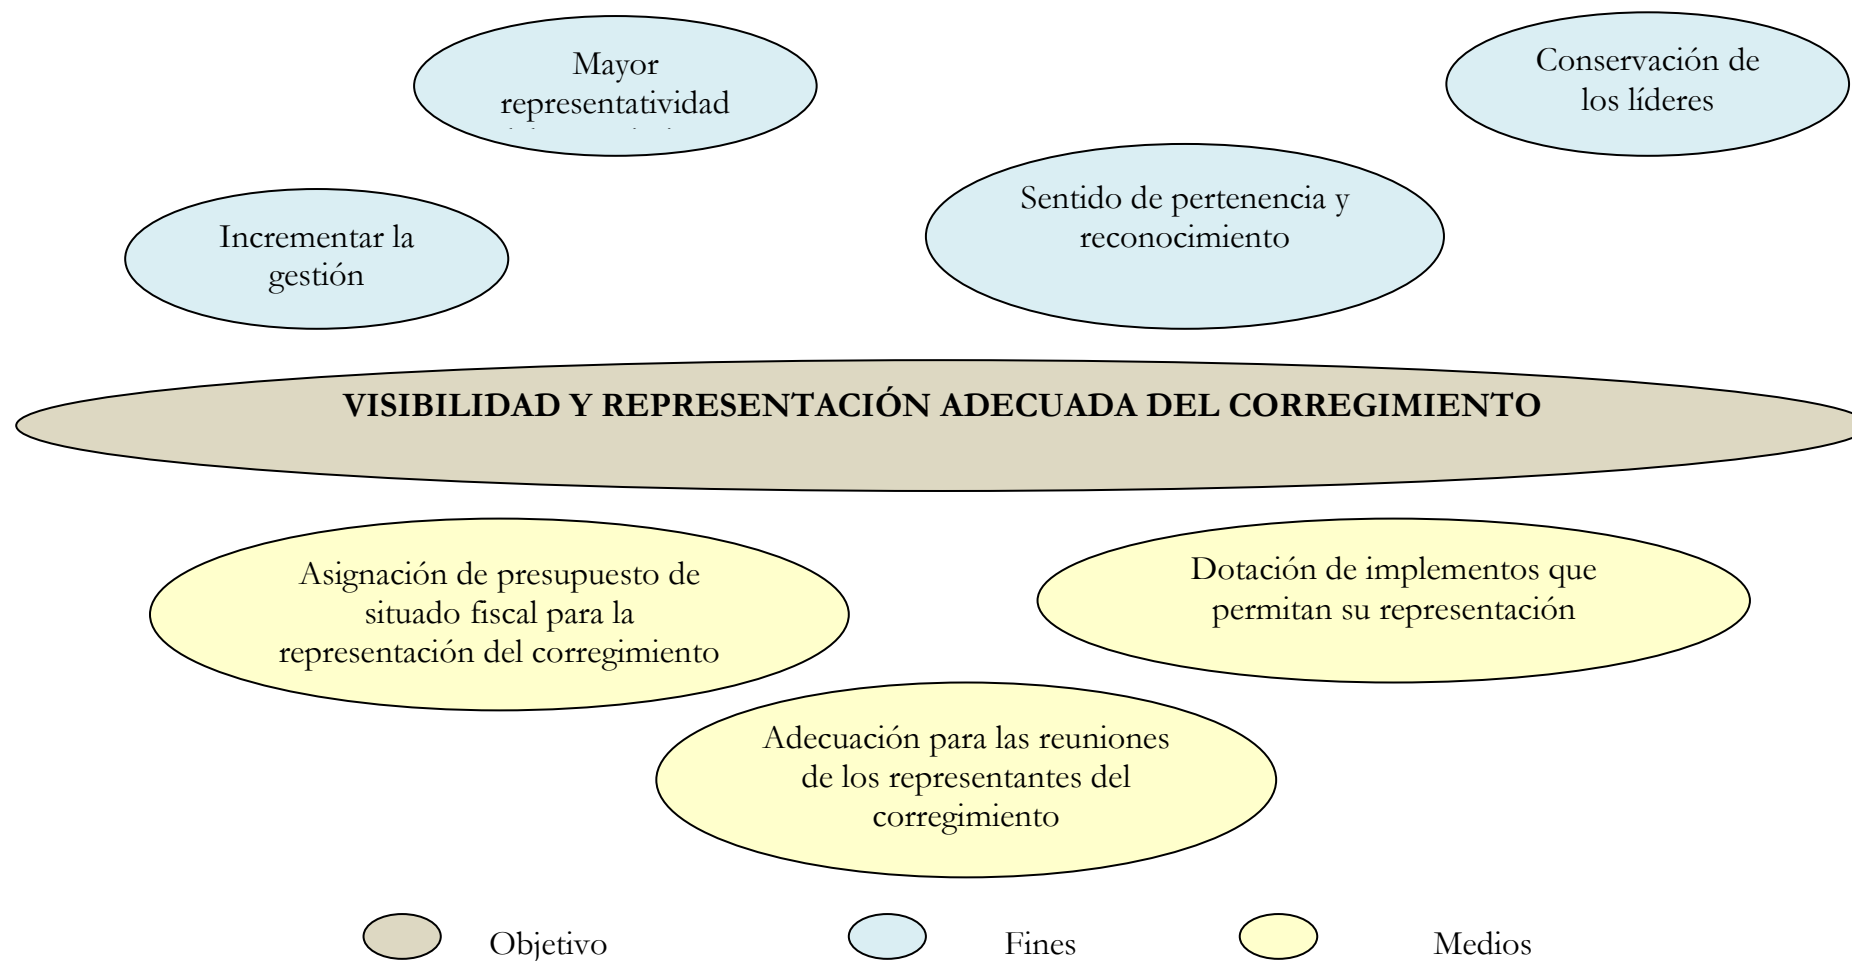 Mayor
representatividad
Conservación de
los líderes
Sentido de pertenencia y
reconocimiento
Incrementar la
gestión
VISIBILIDAD Y REPRESENTACIÓN ADECUADA DEL CORREGIMIENTO
Asignación de presupuesto de
situado fiscal para la
representación del corregimiento
Dotación de implementos que
permitan su representación
Adecuación para las reuniones
de los representantes del
corregimiento
Objetivo
Fines
Medios